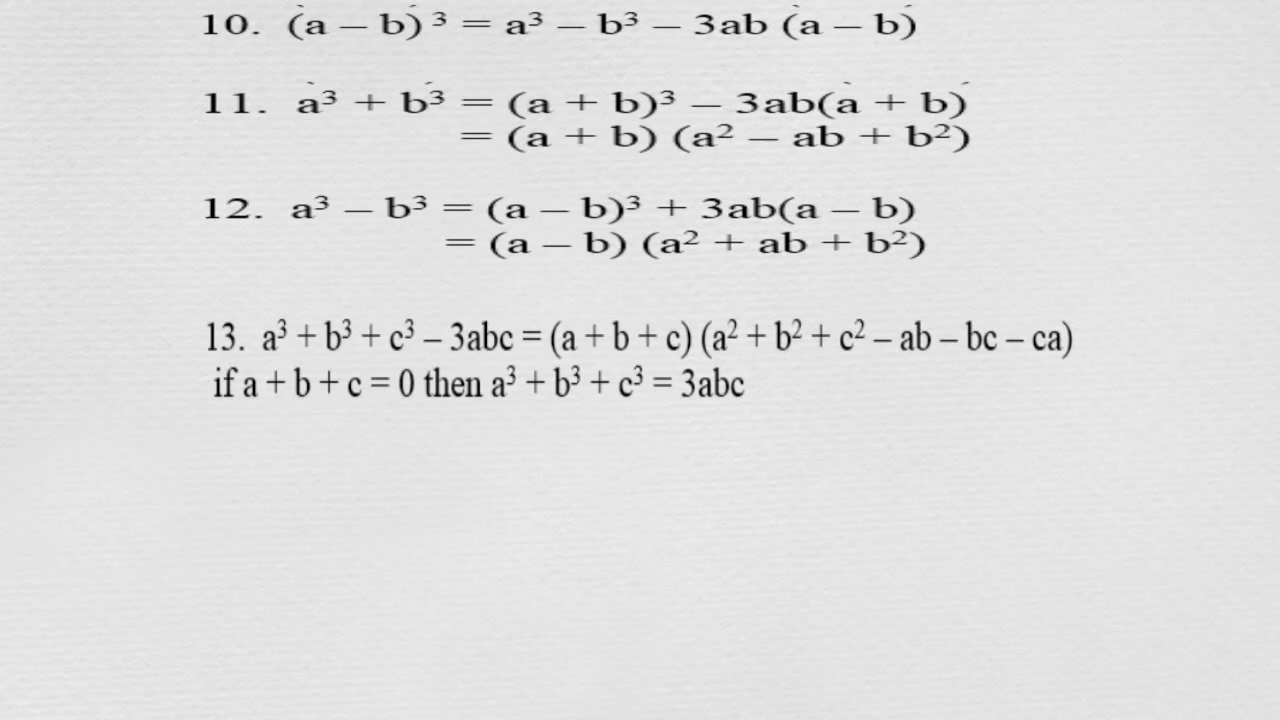 10. (a – b) ³ = a³ – b³ – 3ab (a – b)
11. a³ + b³ = (a + b)³ – 3ab(a + b)
= (a + b) (a² – ab + b²)
12. a³ – b³ = (a – b)³ + 3ab(a – b)
= (a – b) (a² + ab + b²)
13. a³ + b³ + c³ – 3abc = (a + b + c) (a² + b² + c² – ab – bc – ca)
if a + b + c = 0 then a³ + b³ + c³ = 3abc